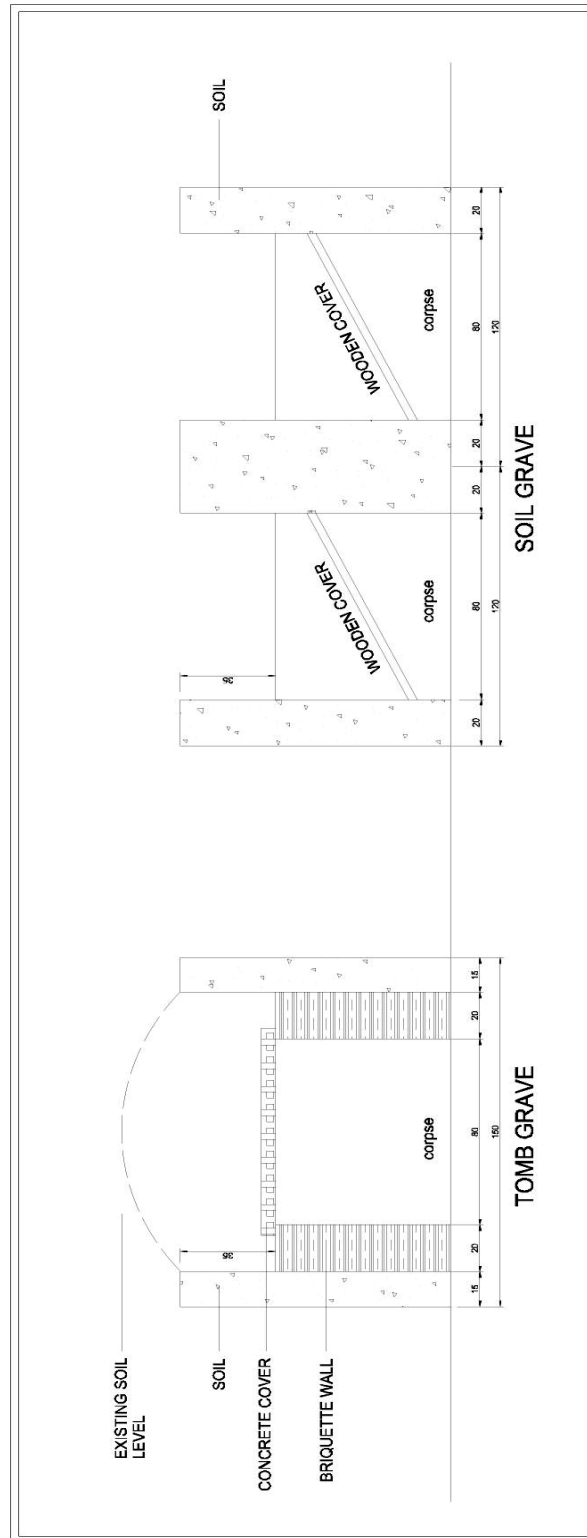 EXISTING SOIL
LEVEL
SOIL
SOIL
35
35
CONCRETE COVER
BRIQUETTE WALL
WOODEN COVER
WOODEN COVER
corpse
corpse
corpse
15 20 80 20 15
20 80 20 20 80 20
150
120 120
TOMB GRAVE
SOIL GRAVE